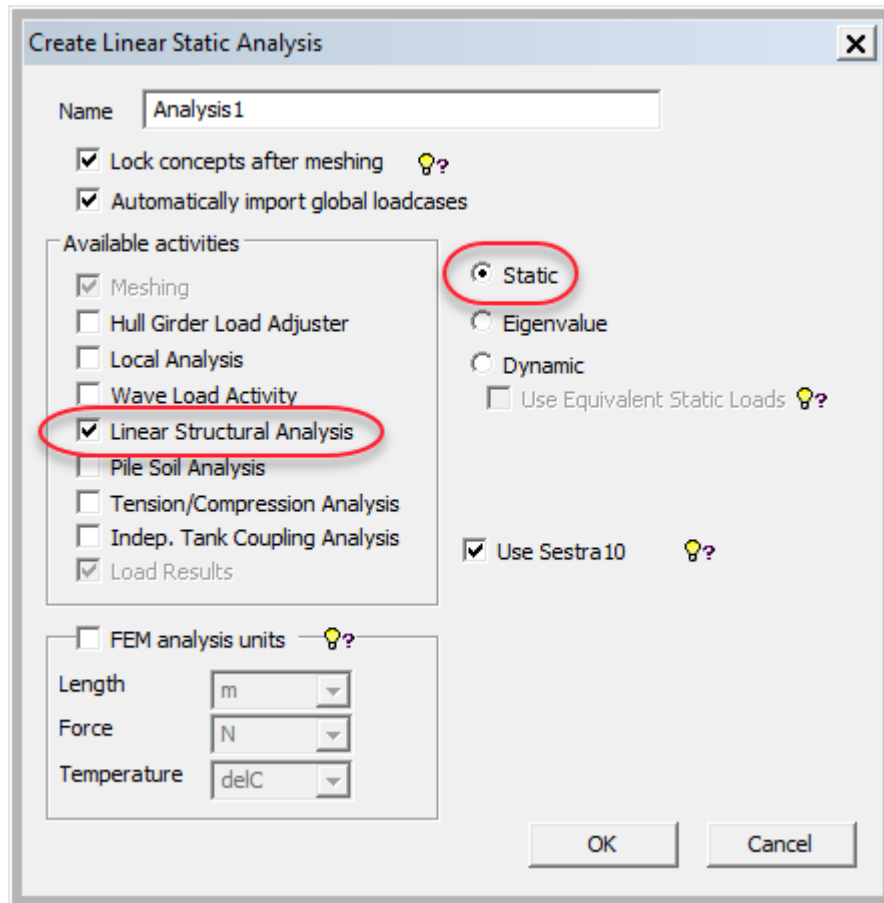 Create Linear Static Analysis
Name Analysis1
Lock concepts after meshing ?
Automatically import global loadcases
Available activities
Meshing
Hull Girder Load Adjuster
Local Analysis
Wave Load Activity
Linear Structural Analysis
Pile Soil Analysis
Tension/Compression Analysis
Indep. Tank Coupling Analysis
Load Results
Static
Eigenvalue
Dynamic
Use Equivalent Static Loads ?
Use Sestra10 ?
FEM analysis units ?
Length m
Force N
Temperature delC
OK Cancel